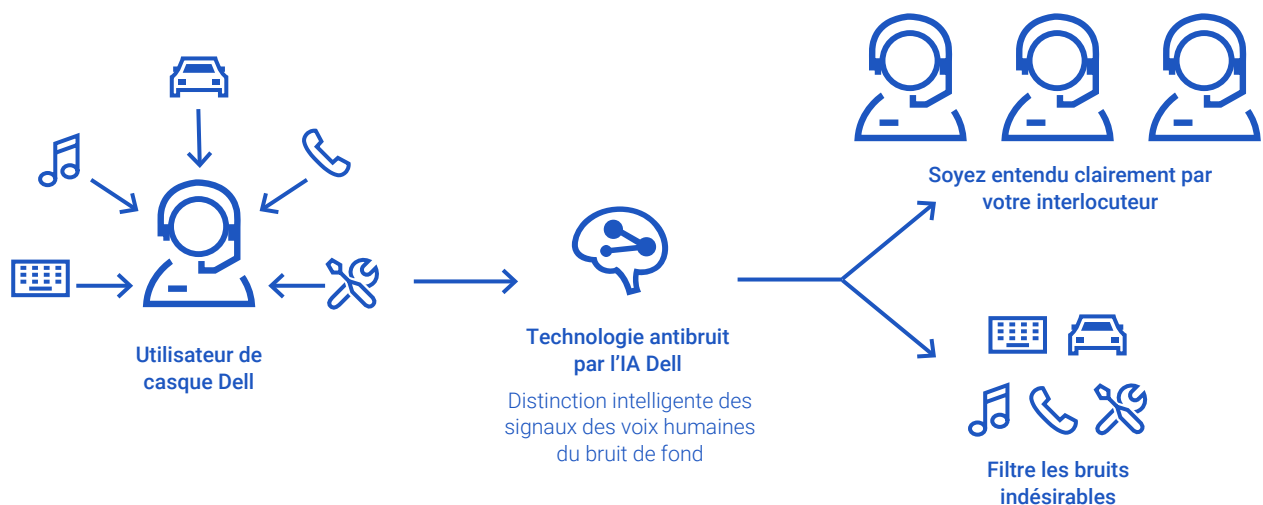 Utilisateur de
casque Dell
Technologie antibruit
par l’IA Dell
Distinction intelligente des
signaux des voix humaines
du bruit de fond
Soyez entendu clairement par
votre interlocuteur
Filtre les bruits
indésirables